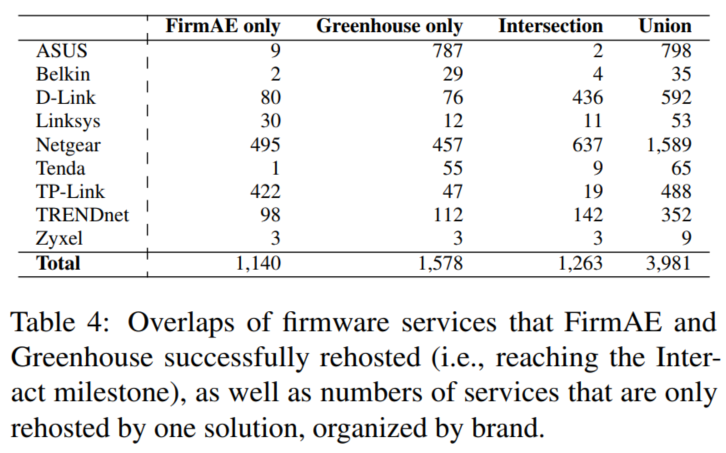 FirmAE only Greenhouse only Intersection Union
ASUS 9 787 2 798
Belkin 2 29 4 35
D-Link 80 76 436 592
Linksys 30 12 11 53
Netgear 495 457 637 1,589
Tenda 1 55 9 65
TP-Link 422 47 19 488
TRENDnet 98 112 142 352
Zyxel 3 3 3 9
Total 1,140 1,578 1,263 3,981
Table 4: Overlaps of firmware services that FirmAE and
Greenhouse successfully rehosted (i.e., reaching the Inter-
act milestone), as well as numbers of services that are only
rehosted by one solution, organized by brand.